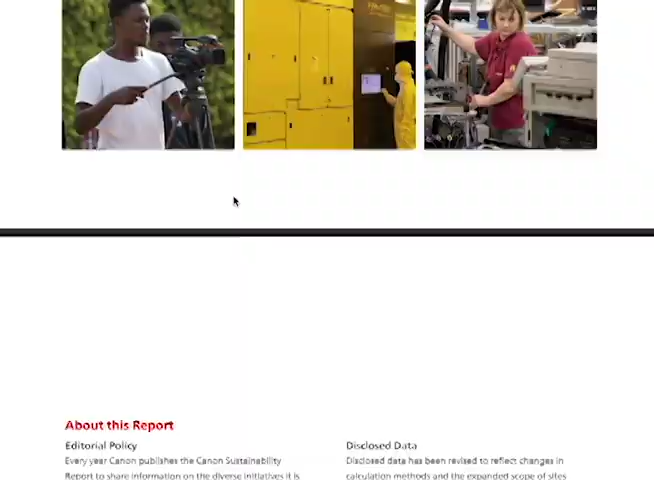 About this Report
Editorial Policy
Every year Canon publishes the Canon Sustainability
Report to share information on the diverse initiatives it is
Disclosed Data
Disclosed data has been revised to reflect changes in
calculation methods and the expanded scope of sites